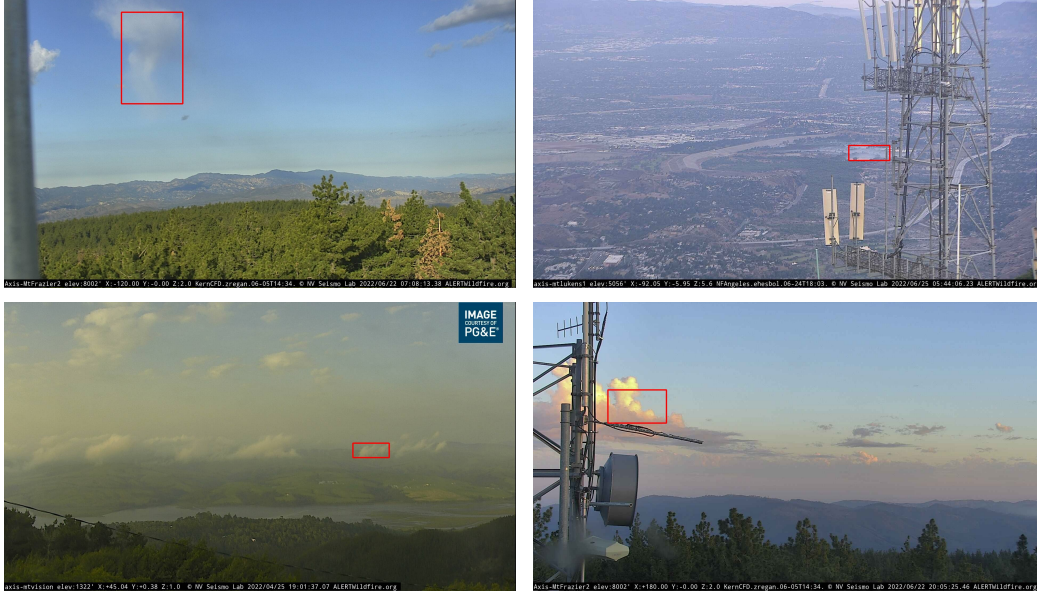 Axis-MtFrazier2 elev:8002' X:-120.00 Y:-0.00 Z:2.0 KernCFD.zregan.06-05T14:34. © NV Seismo Lab 2022/06/22 07:08:13.38 ALERTWildfire.org
Axis-mtlukens1 elev:5056' X:-92.05 Y:-5.95 Z:5.6 NFAngeles.ehesbol.06-24T18:03. © NV Seismo Lab 2022/06/25 05:44:06.23 ALERTWildfire.org
IMAGE
COURTESY OF
PG&E®
axis-mtvision elev:1322' X:+45.04 Y:+0.38 Z:1.0 © NV Seismo Lab 2022/04/25 19:01:37.07 ALERTWildfire.org
Axis-MtFrazier2 elev:8002' X:+180.00 Y:-0.00 Z:2.0 KernCFD.zregan.06-05T14:34. © NV Seismo Lab 2022/06/22 20:05:25.46 ALERTWildfire.org